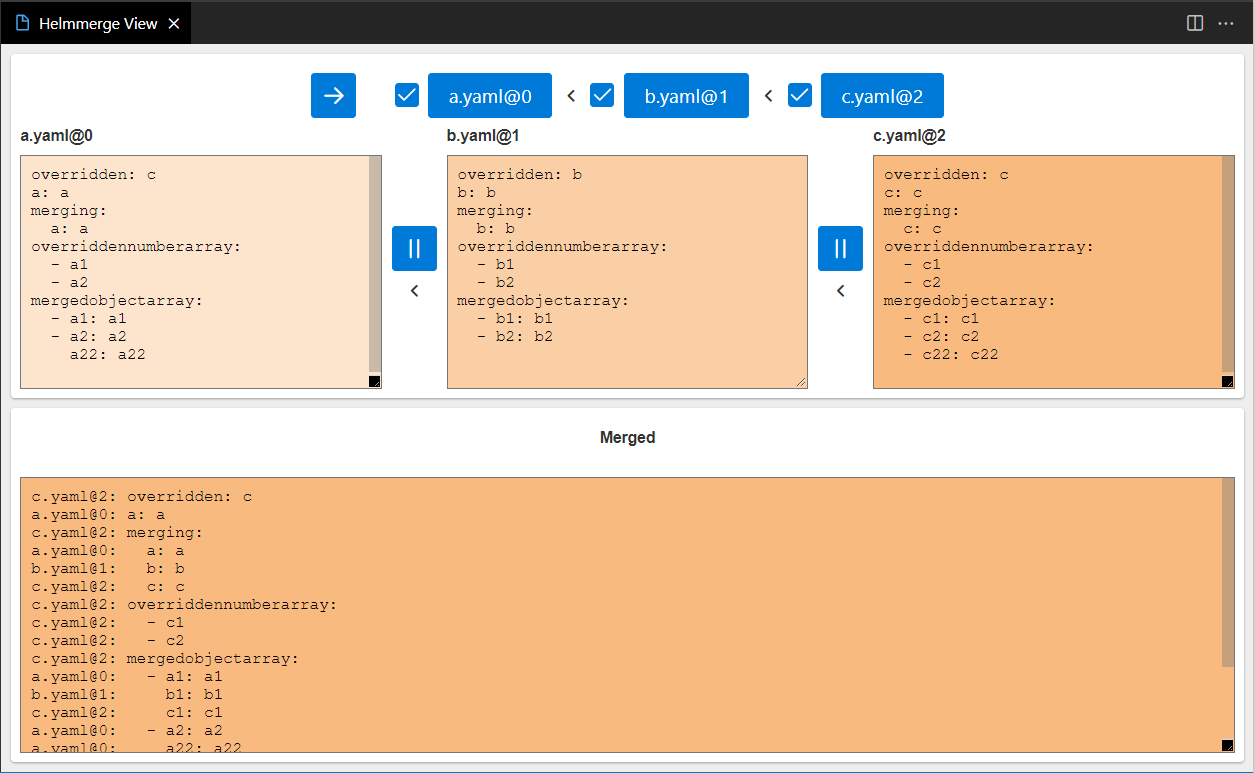 Helmmerge View
a.yaml@0 < b.yaml@1 < c.yaml@2
a.yaml@0
overridden: c
a: a
merging:
  a: a
overriddennumberarray:
  - a1
  - a2
mergedobjectarray:
  - a1: a1
  - a2: a2
    a22: a22
<
b.yaml@1
overridden: b
b: b
merging:
  b: b
overriddennumberarray:
  - b1
  - b2
mergedobjectarray:
  - b1: b1
  - b2: b2
<
c.yaml@2
overridden: c
c: c
merging:
  c: c
overriddennumberarray:
  - c1
  - c2
mergedobjectarray:
  - c1: c1
  - c2: c2
  - c22: c22
Merged
c.yaml@2: overridden: c
a.yaml@0: a: a
c.yaml@2: merging:
a.yaml@0:   a: a
b.yaml@1:   b: b
c.yaml@2:   c: c
c.yaml@2: overriddennumberarray:
c.yaml@2:   - c1
c.yaml@2:   - c2
c.yaml@2: mergedobjectarray:
a.yaml@0:   - a1: a1
b.yaml@1:     b1: b1
c.yaml@2:     c1: c1
a.yaml@0:   - a2: a2
a.yaml@0:     a22: a22